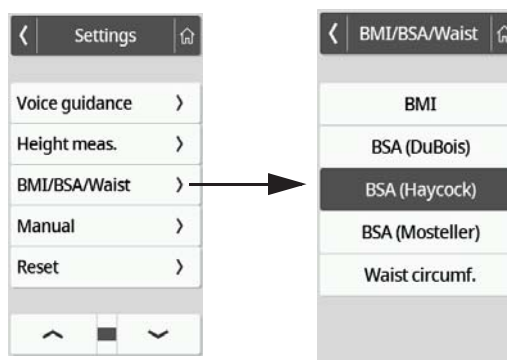 Settings
Voice guidance
Height meas.
BMI/BSA/Waist
Manual
Reset
BMI/BSA/Waist
BMI
BSA (DuBois)
BSA (Haycock)
BSA (Mosteller)
Waist circumf.